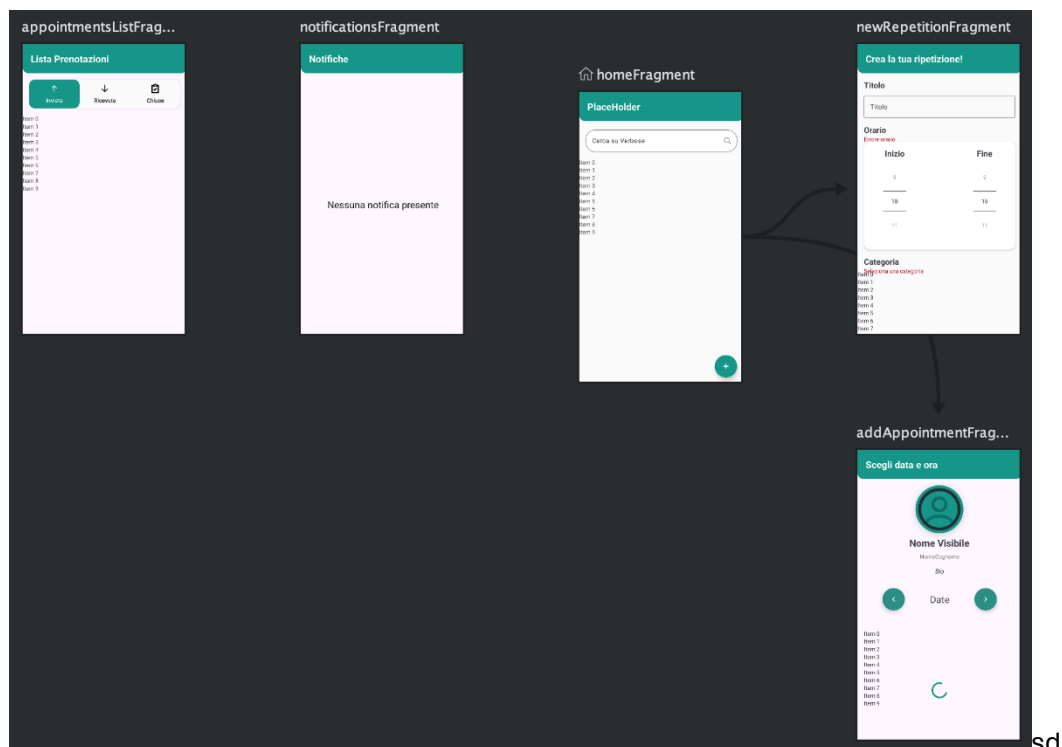 appointmentsListFrag...
Lista Prenotazioni
Inviate
Ricevute
Chiuse
Item 0
Item 1
Item 2
Item 3
Item 4
Item 5
Item 6
Item 7
Item 8
Item 9
notificationsFragment
Notifiche
Nessuna notifica presente
homeFragment
PlaceHolder
Cerca su Verbose
Item 0
Item 1
Item 2
Item 3
Item 4
Item 5
Item 6
Item 7
Item 8
Item 9
+
newRepetitionFragment
Crea la tua ripetizione!
Titolo
Titolo
Orario
Errore orario
Inizio Fine
9 9
10 10
11 11
Categoria
Seleziona una categoria
Item 0
Item 1
Item 2
Item 3
Item 4
Item 5
Item 6
Item 7
addAppointmentFrag...
Scegli data e ora
Nome Visibile
NomeCognome
Bio
< Date >
Item 0
Item 1
Item 2
Item 3
Item 4
Item 5
Item 6
Item 7
Item 8
Item 9
sd